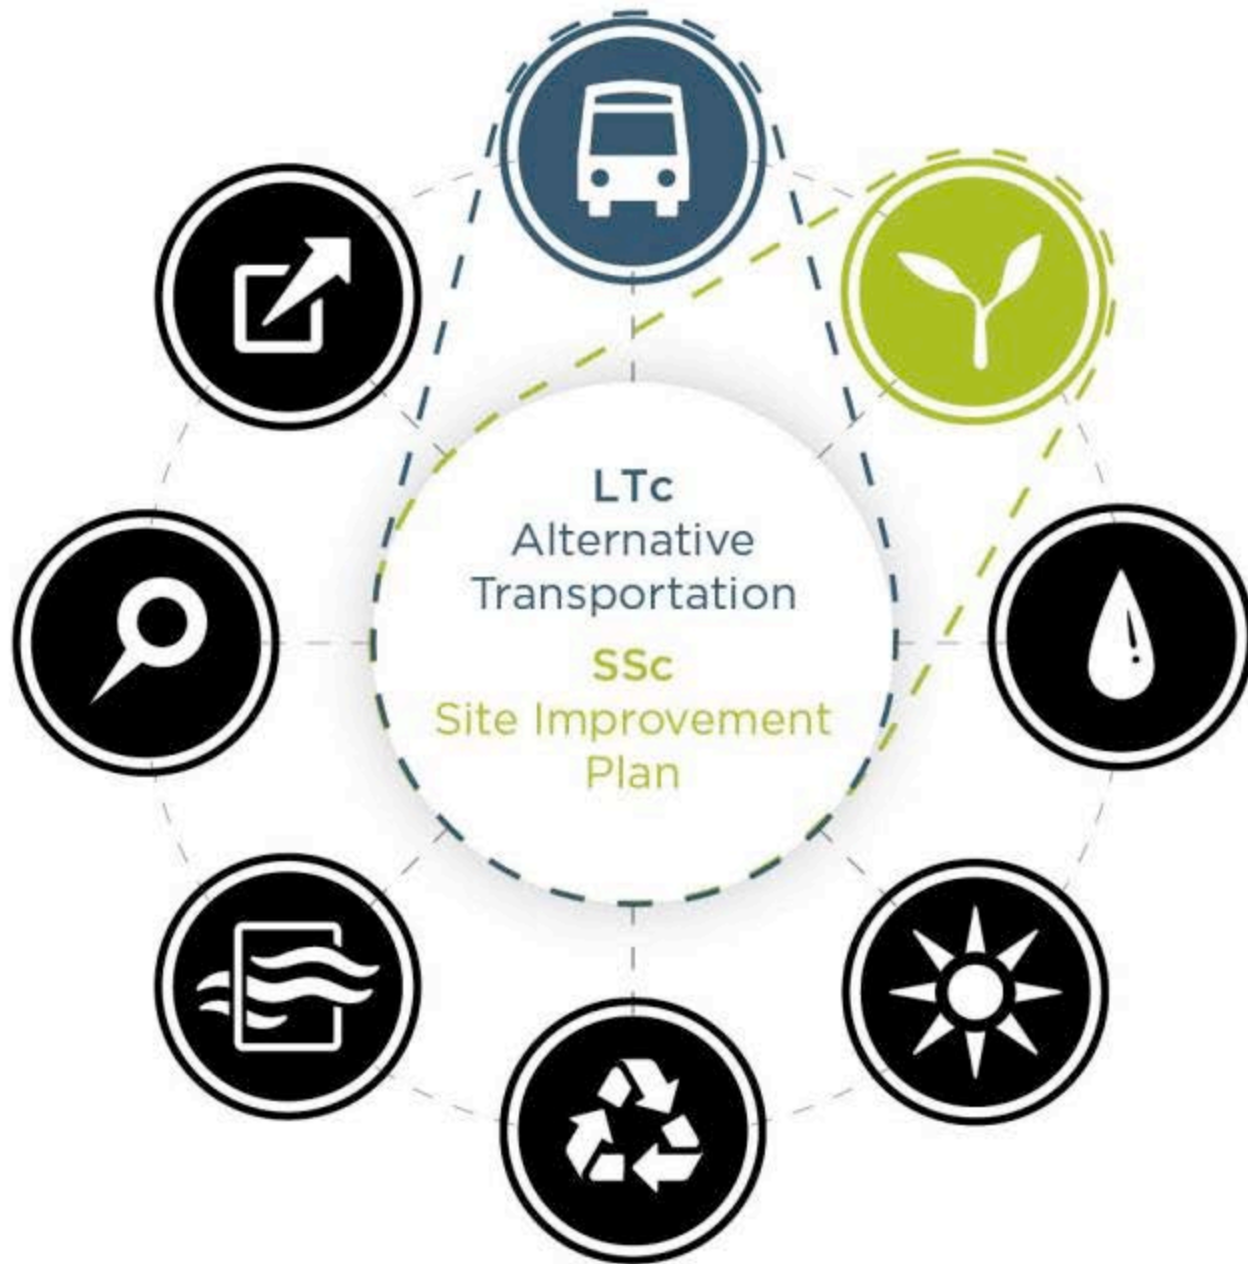 LTc
Alternative
Transportation
SSc
Site Improvement
Plan